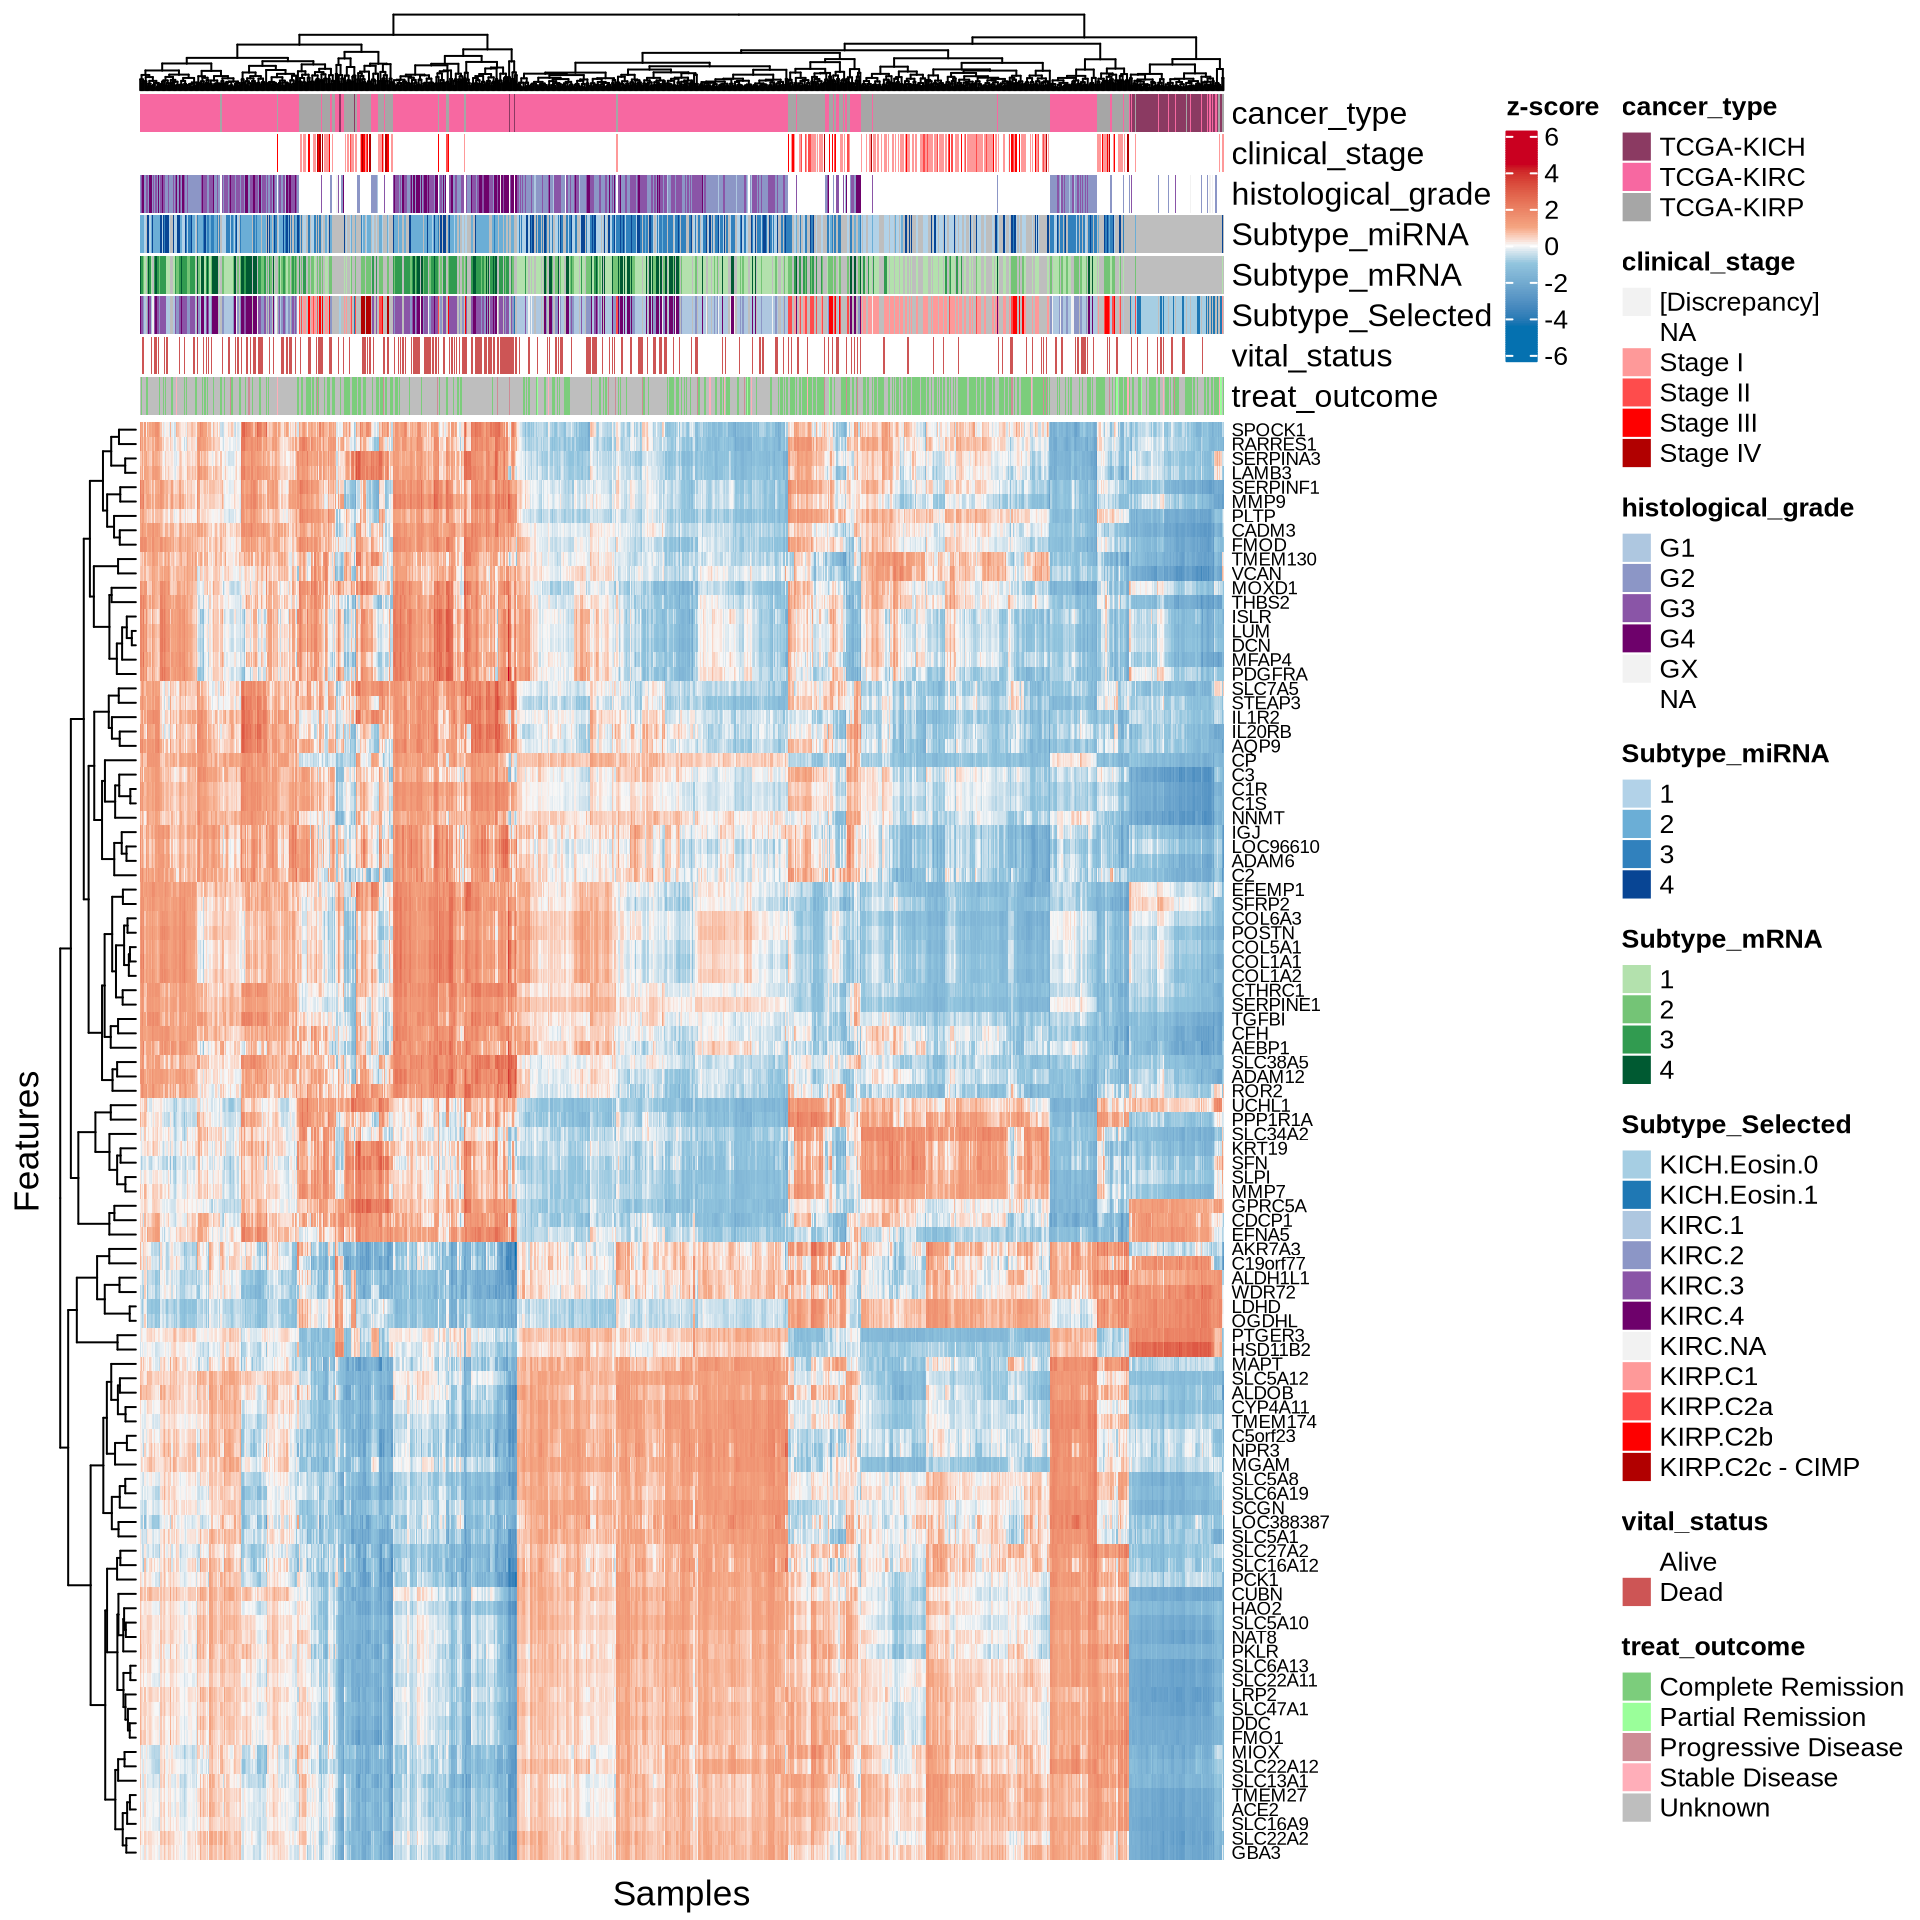 cancer_type
clinical_stage
histological_grade
Subtype_miRNA
Subtype_mRNA
Subtype_Selected
vital_status
treat_outcome
SPOCK1
RARRES1
SERPINA3
LAMB3
SERPINF1
MMP9
PLTP
CADM3
FMOD
TMEM130
VCAN
MOXD1
THBS2
ISLR
LUM
DCN
MFAP4
PDGFRA
SLC7A5
STEAP3
IL1R2
IL20RB
AQP9
CP
C3
C1R
C1S
NNMT
IGJ
LOC96610
ADAM6
C2
EFEMP1
SFRP2
COL6A3
POSTN
COL5A1
COL1A1
COL1A2
CTHRC1
SERPINE1
TGFBI
CFH
AEBP1
SLC38A5
ADAM12
ROR2
UCHL1
PPP1R1A
SLC34A2
KRT19
SFN
SLPI
MMP7
GPRC5A
CDCP1
EFNA5
AKR7A3
C19orf77
ALDH1L1
WDR72
LDHD
OGDHL
PTGER3
HSD11B2
MAPT
SLC5A12
ALDOB
CYP4A11
TMEM174
C5orf23
NPR3
MGAM
SLC5A8
SLC6A19
SCGN
LOC388387
SLC5A1
SLC27A2
SLC16A12
PCK1
CUBN
HAO2
SLC5A10
NAT8
PKLR
SLC6A13
SLC22A11
LRP2
SLC47A1
DDC
FMO1
MIOX
SLC22A12
SLC13A1
TMEM27
ACE2
SLC16A9
SLC22A2
GBA3
Features
Samples
z-score
6
4
2
0
-2
-4
-6
cancer_type
TCGA-KICH
TCGA-KIRC
TCGA-KIRP
clinical_stage
[Discrepancy]
NA
Stage I
Stage II
Stage III
Stage IV
histological_grade
G1
G2
G3
G4
GX
NA
Subtype_miRNA
1
2
3
4
Subtype_mRNA
1
2
3
4
Subtype_Selected
KICH.Eosin.0
KICH.Eosin.1
KIRC.1
KIRC.2
KIRC.3
KIRC.4
KIRC.NA
KIRP.C1
KIRP.C2a
KIRP.C2b
KIRP.C2c - CIMP
vital_status
Alive
Dead
treat_outcome
Complete Remission
Partial Remission
Progressive Disease
Stable Disease
Unknown